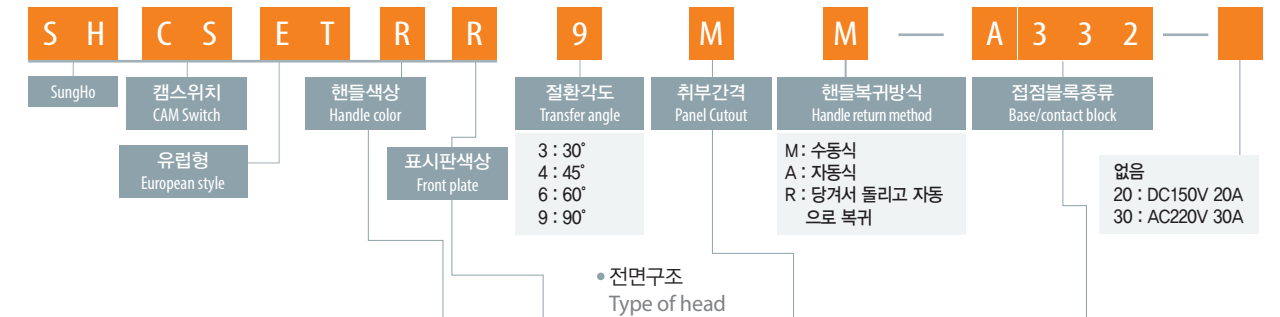 S H C S E T R R 9 M M — A 3 3 2 —
SungHo
캠스위치
CAM Switch
유럽형
European style
핸들색상
Handle color
표시판색상
Front plate
절환각도
Transfer angle
3 : 30˚
4 : 45˚
6 : 60˚
9 : 90˚
취부간격
Panel Cutout
핸들복귀방식
Handle return method
M : 수동식
A : 자동식
R : 당겨서 돌리고 자동
으로 복귀
접점블록종류
Base/contact block
없음
20 : DC150V 20A
30 : AC220V 30A
• 전면구조
Type of head